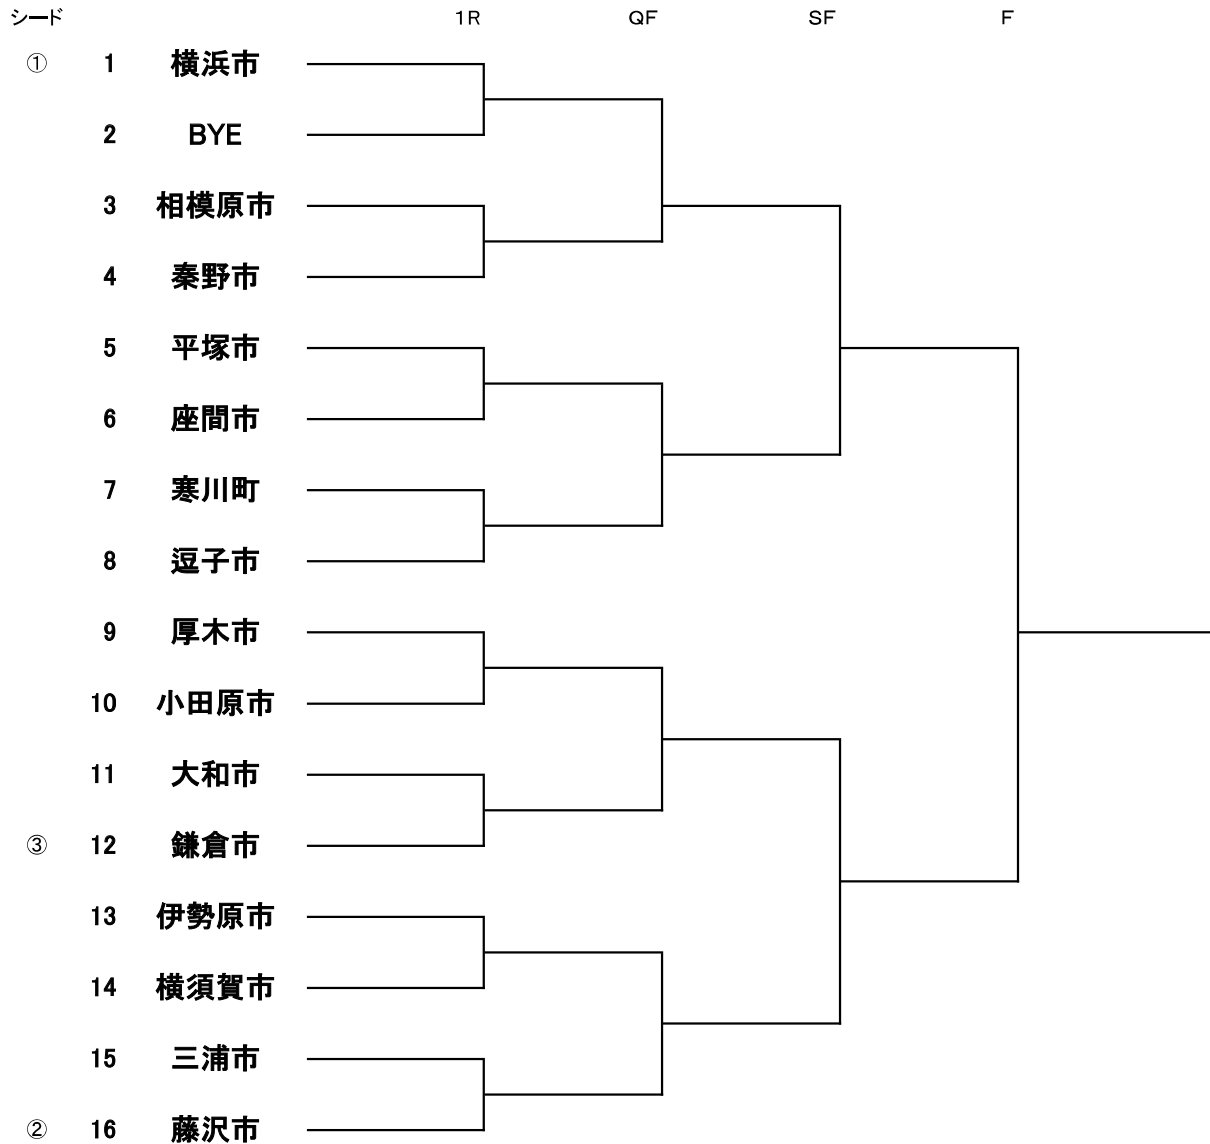 シード 1R QF SF F
① 1 横浜市
2 BYE
3 相模原市
4 秦野市
5 平塚市
6 座間市
7 寒川町
8 逗子市
9 厚木市
10 小田原市
11 大和市
③ 12 鎌倉市
13 伊勢原市
14 横須賀市
15 三浦市
② 16 藤沢市